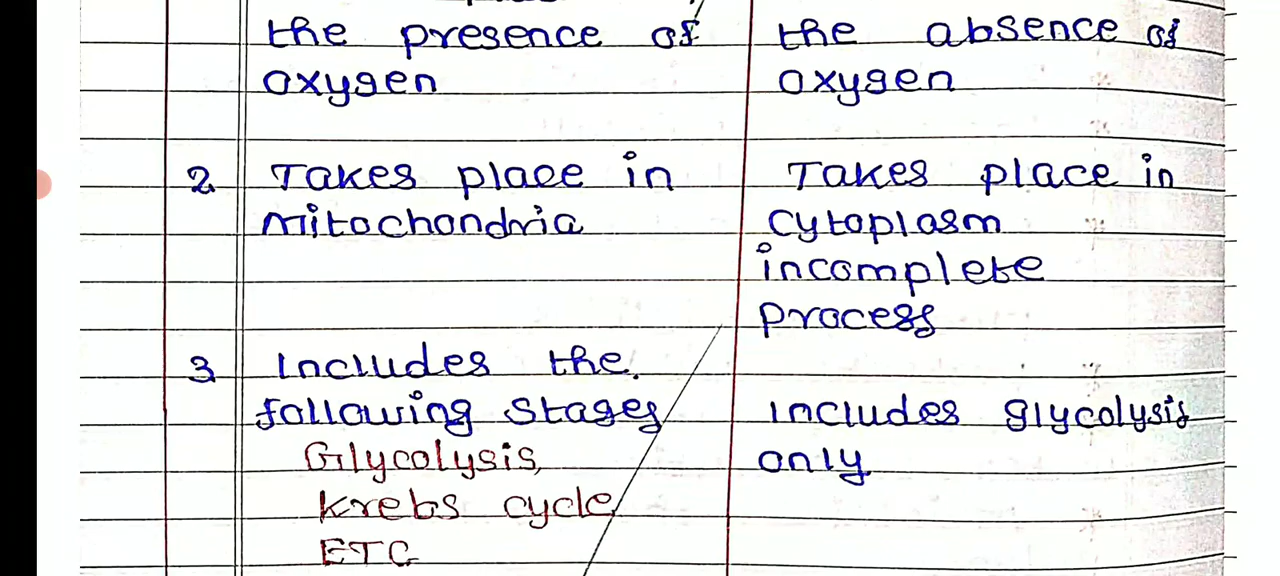 the presence of
oxygen
the absence of
oxygen
2 Takes place in
mitochondria
Takes place in
cytoplasm
incomplete
process
3 Includes the
following stages
Glycolysis,
Krebs cycle,
ETC
includes glycolysis
only